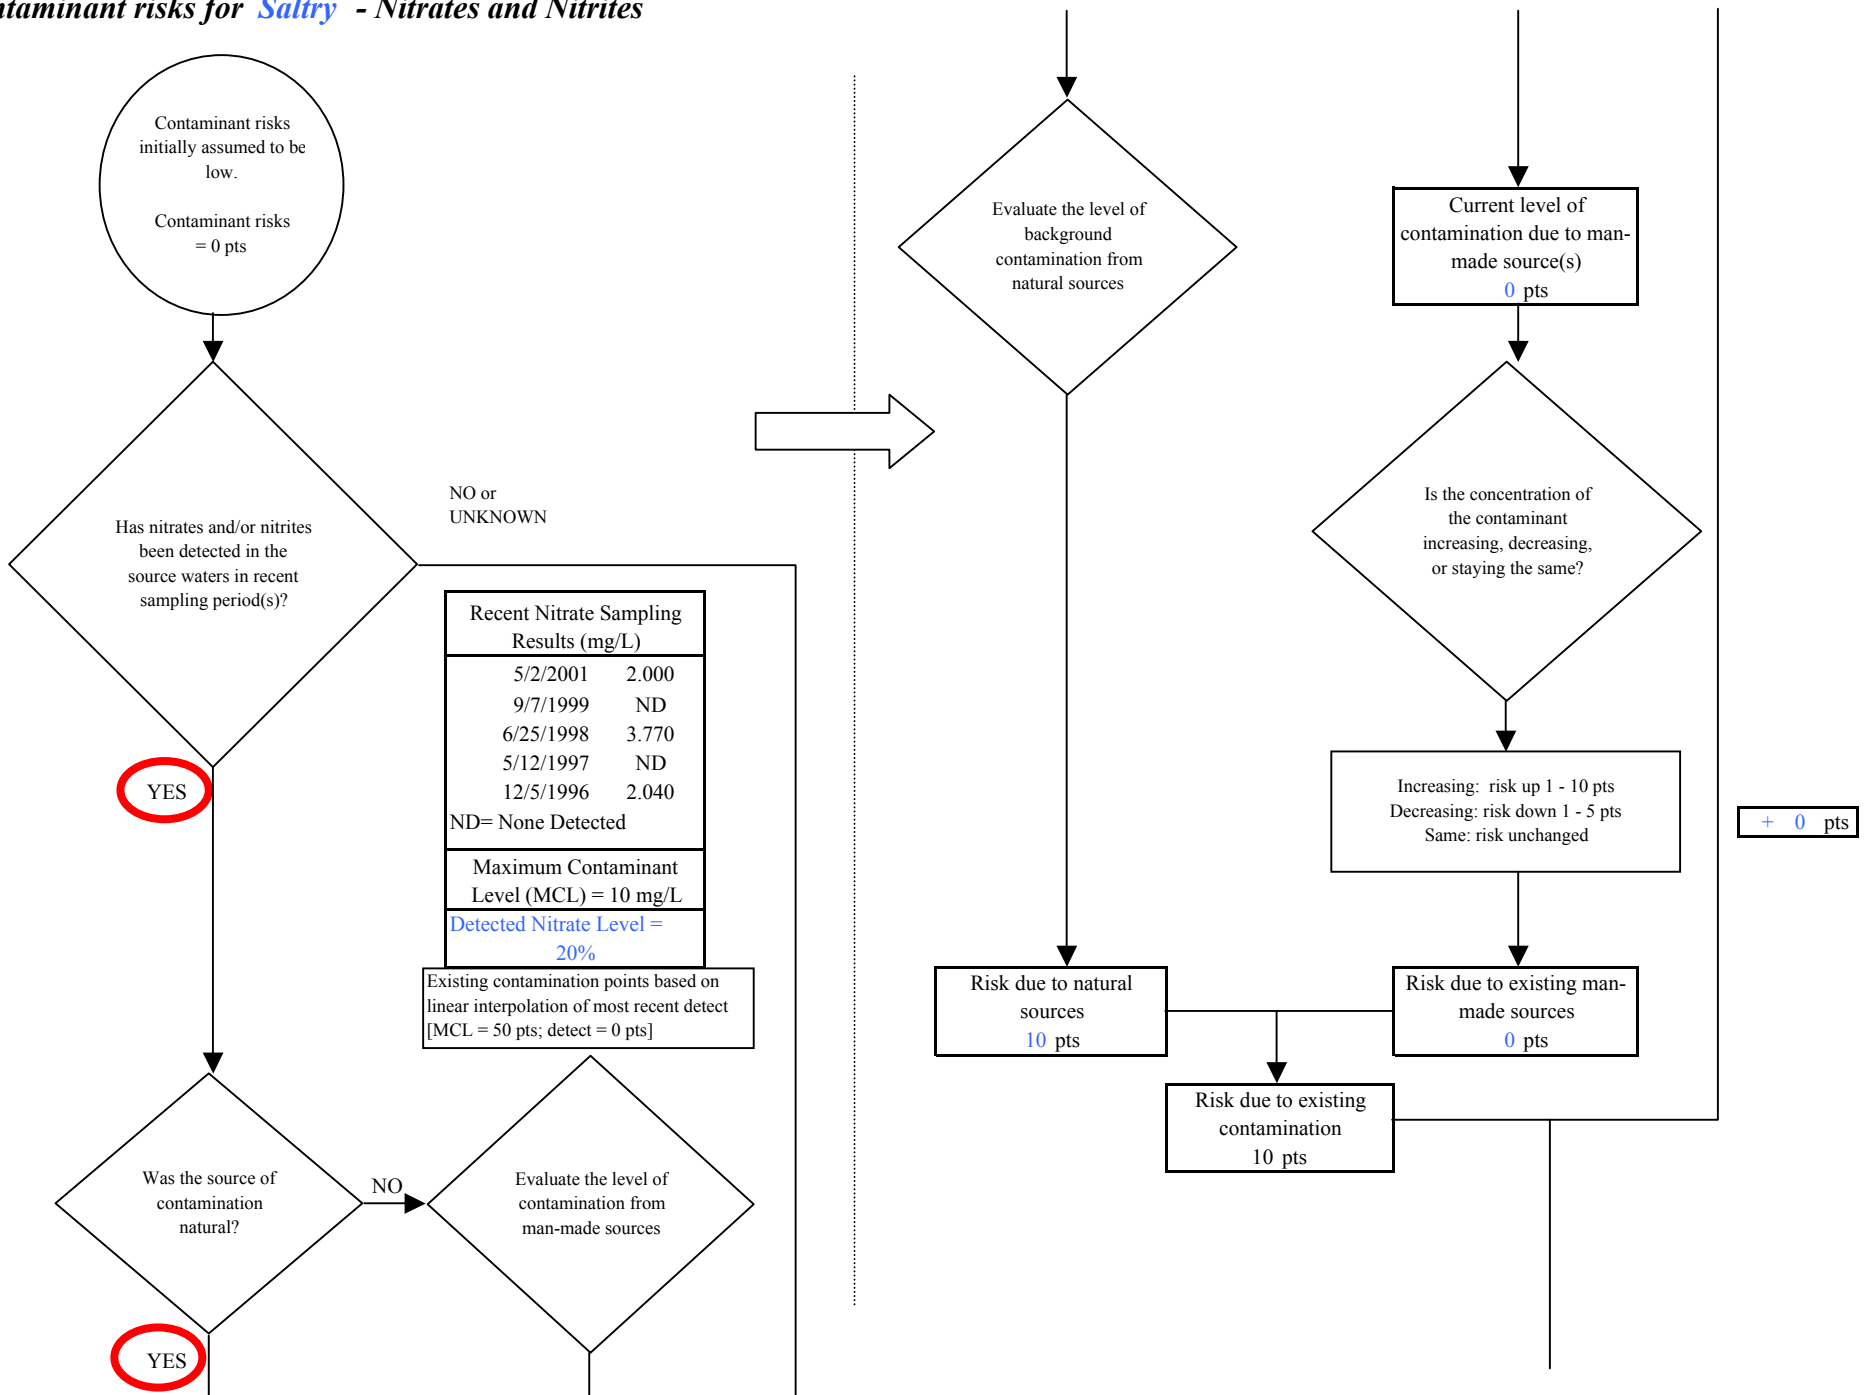 ntaminant risks for Saltry - Nitrates and Nitrites
Contaminant risks
initially assumed to be
low.
Contaminant risks
= 0 pts
Has nitrates and/or nitrites
been detected in the
source waters in recent
sampling period(s)?
NO or
UNKNOWN
YES
Recent Nitrate Sampling
Results (mg/L)
5/2/2001 2.000
9/7/1999 ND
6/25/1998 3.770
5/12/1997 ND
12/5/1996 2.040
ND= None Detected
Maximum Contaminant
Level (MCL) = 10 mg/L
Detected Nitrate Level =
20%
Existing contamination points based on
linear interpolation of most recent detect
[MCL = 50 pts; detect = 0 pts]
Was the source of
contamination
natural?
NO
Evaluate the level of
contamination from
man-made sources
YES
Evaluate the level of
background
contamination from
natural sources
Current level of
contamination due to man-
made source(s)
0 pts
Is the concentration of
the contaminant
increasing, decreasing,
or staying the same?
Increasing: risk up 1 - 10 pts
Decreasing: risk down 1 - 5 pts
Same: risk unchanged
+ 0 pts
Risk due to natural
sources
10 pts
Risk due to existing man-
made sources
0 pts
Risk due to existing
contamination
10 pts